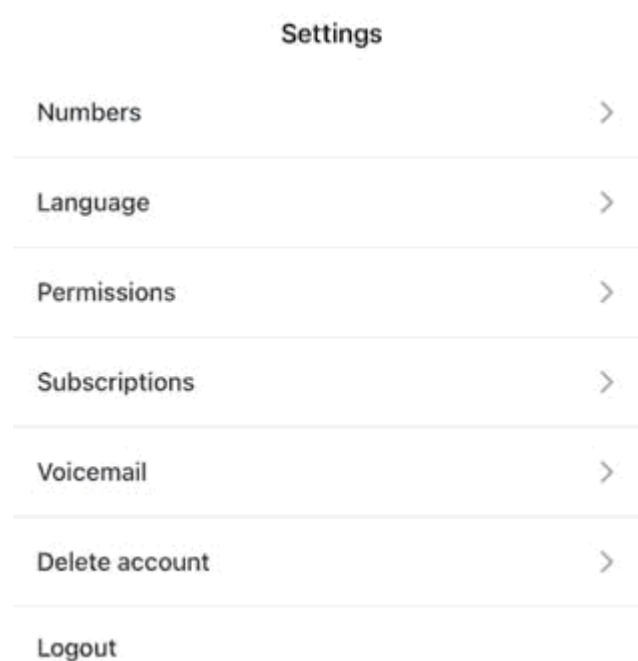 Settings
Numbers
Language
Permissions
Subscriptions
Voicemail
Delete account
Logout